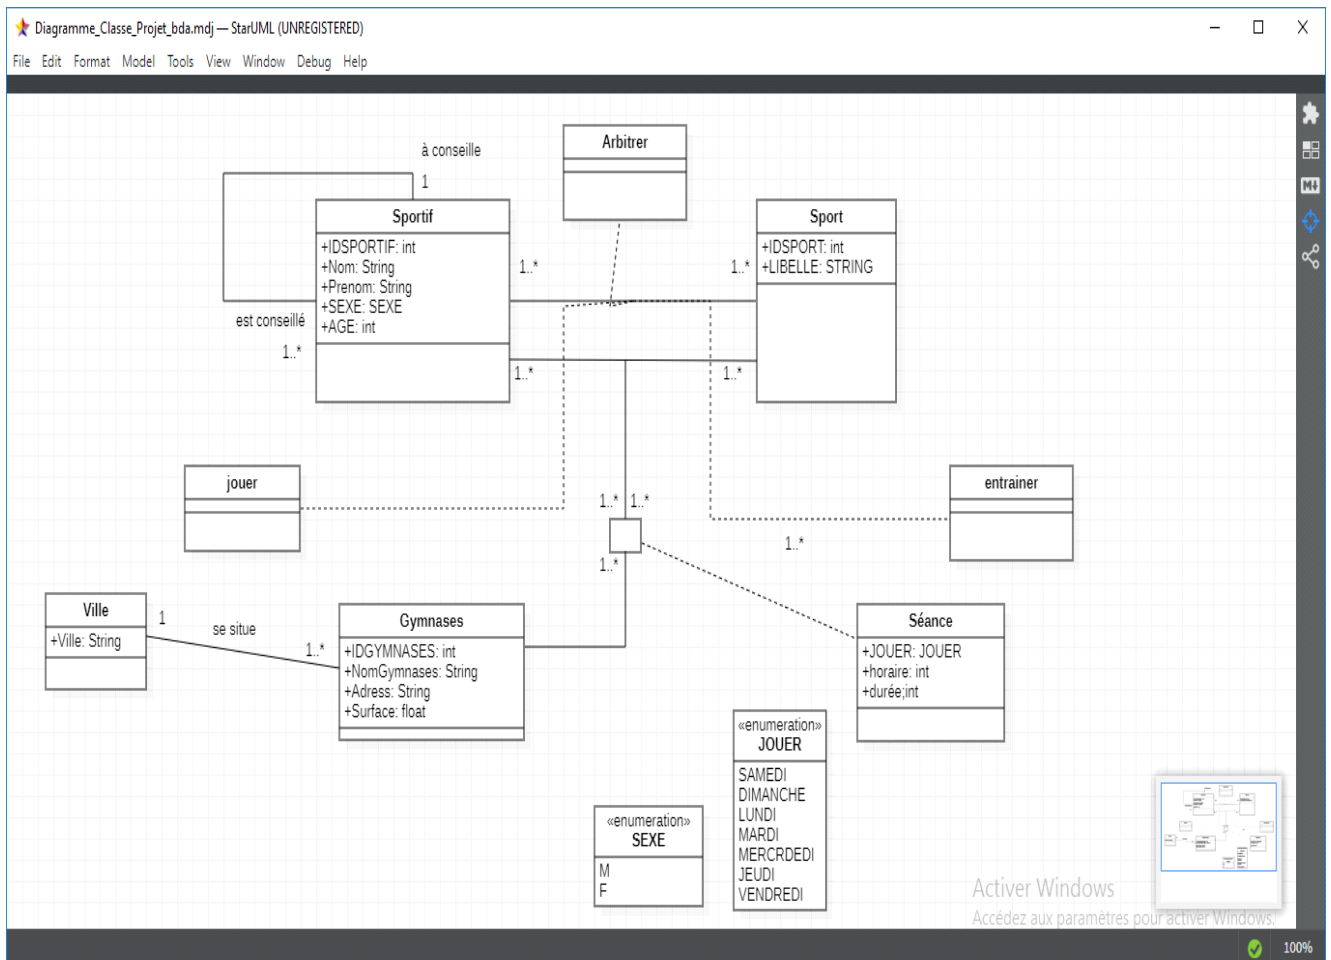 Diagramme_Classe_Projet_bda.mdj — StarUML (UNREGISTERED)
File Edit Format Model Tools View Window Debug Help
à conseille
1
Arbitrer
Sportif
+IDSPORTIF: int
+Nom: String
+Prenom: String
+SEXE: SEXE
+AGE: int
Sport
+IDSPORT: int
+LIBELLE: STRING
1..*
1..*
est conseillé
1..*
1..*
1..*
jouer
entrainer
1..* 1..*
1..*
1..*
Ville
+Ville: String
1
se situe
1..*
Gymnases
+IDGYMNASES: int
+NomGymnases: String
+Adress: String
+Surface: float
Séance
+JOUER: JOUER
+horaire: int
+durée;int
«enumeration»
JOUER
SAMEDI
DIMANCHE
LUNDI
MARDI
MERCRDEDI
JEUDI
VENDREDI
«enumeration»
SEXE
M
F
Activer Windows
Accédez aux paramètres pour activer Windows.
100%